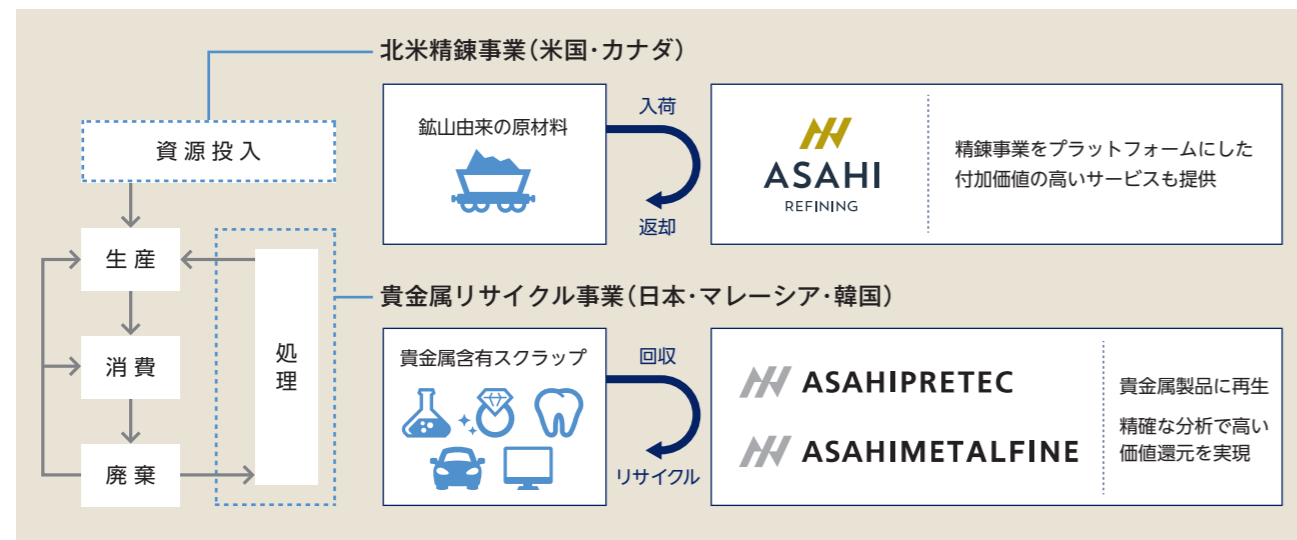 北米精錬事業（米国・カナダ）
資源投入
生産
消費
廃棄
処理
鉱山由来の原材料
入荷
返却
ASAHI
REFINING
精錬事業をプラットフォームにした
付加価値の高いサービスも提供
貴金属リサイクル事業（日本・マレーシア・韓国）
貴金属含有スクラップ
回収
リサイクル
ASAHIPRETEC
ASAHIMETALFINE
貴金属製品に再生
精確な分析で高い
価値還元を実現